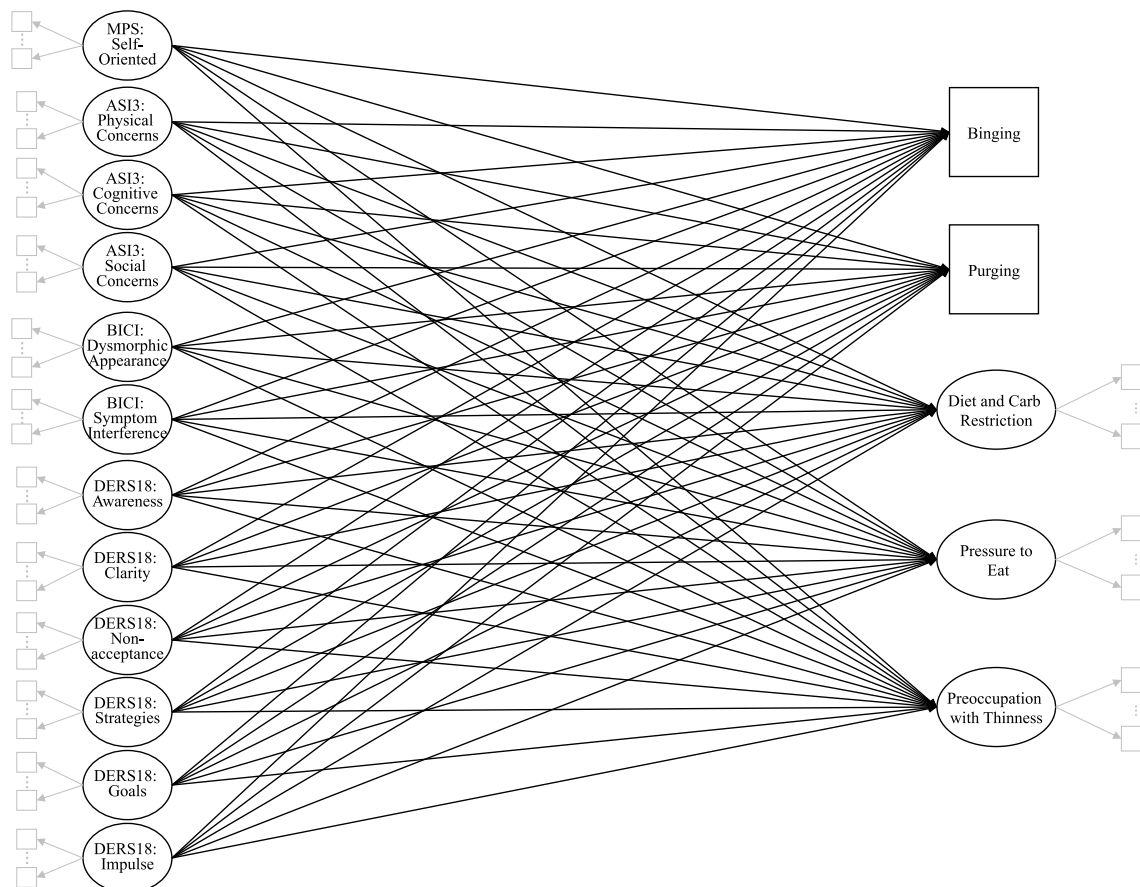 MPS:
Self-
Oriented
ASI3:
Physical
Concerns
ASI3:
Cognitive
Concerns
ASI3:
Social
Concerns
BICI:
Dysmorphic
Appearance
BICI:
Symptom
Interference
DERS18:
Awareness
DERS18:
Clarity
DERS18:
Non-
acceptance
DERS18:
Strategies
DERS18:
Goals
DERS18:
Impulse
Binging
Purging
Diet and Carb
Restriction
Pressure to
Eat
Preoccupation
with Thinness